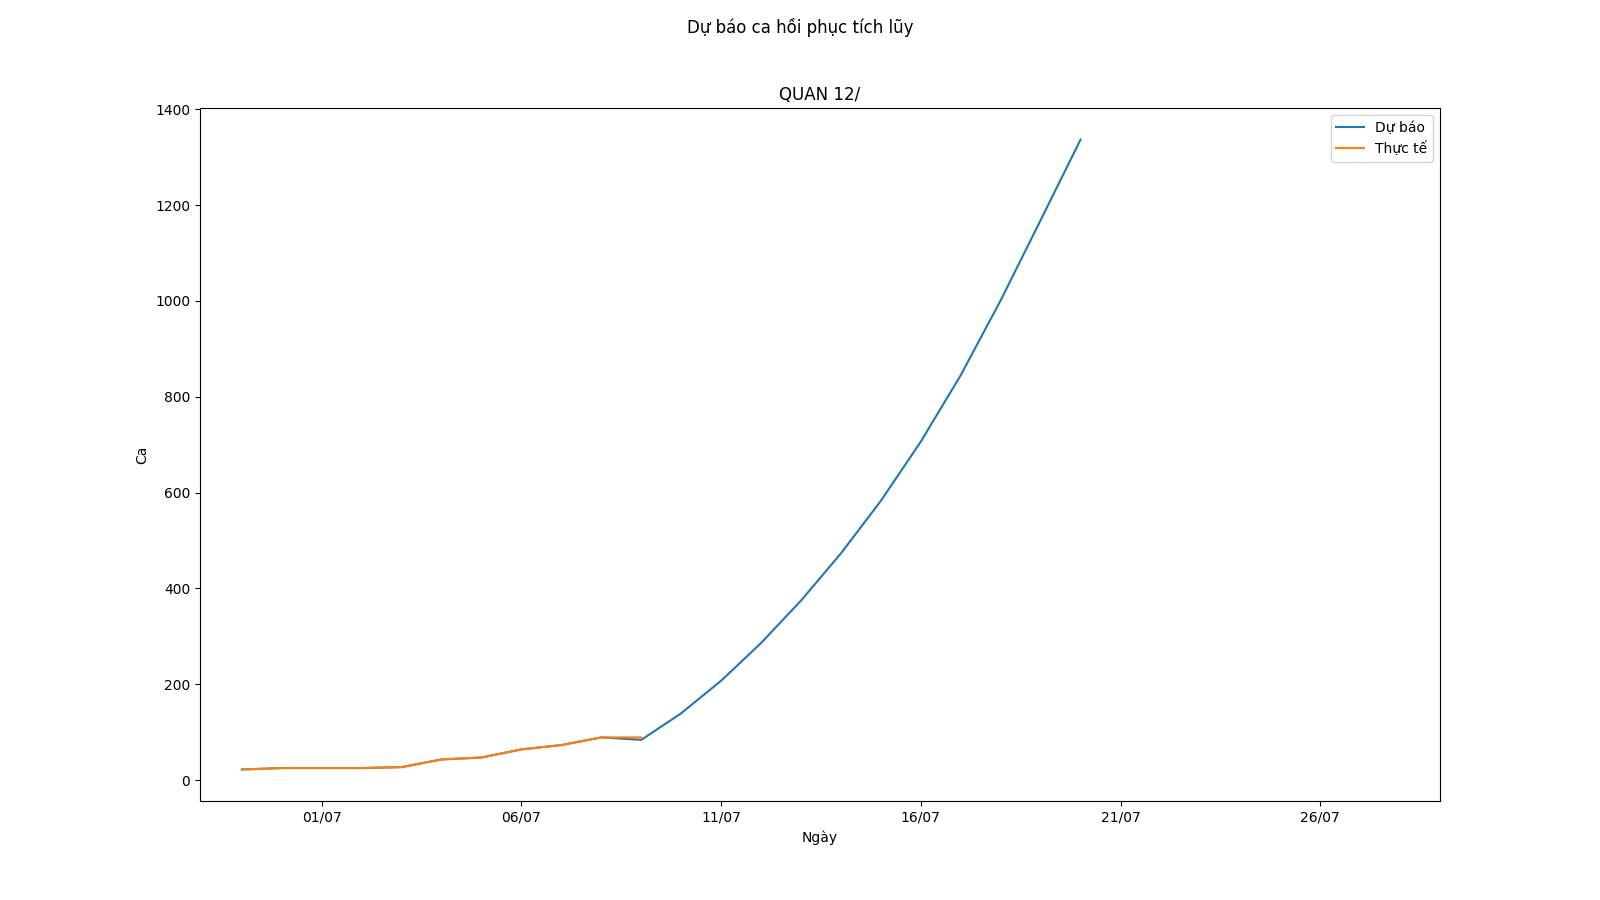 Dự báo ca hồi phục tích lũy
QUAN 12/
1400
1200
1000
800
600
400
200
0
Ca
Dự báo
Thực tế
01/07
06/07
11/07
16/07
21/07
26/07
Ngày